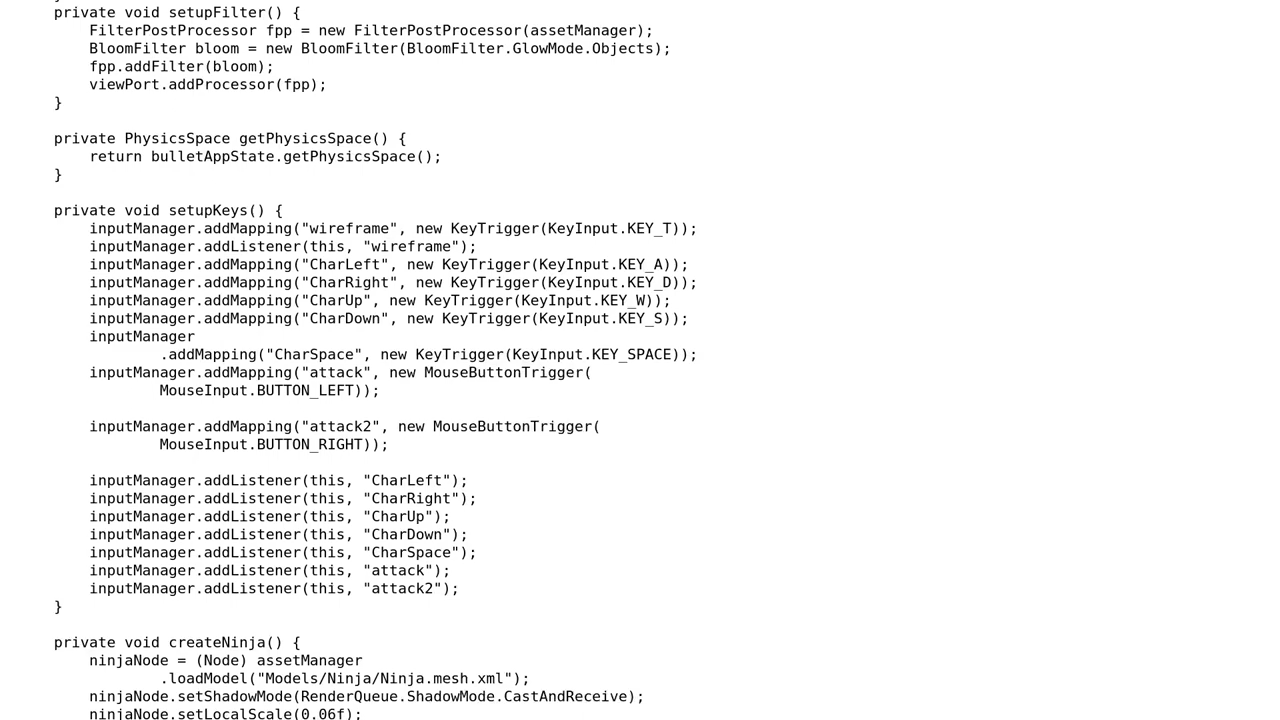 private void setupFilter() {
FilterPostProcessor fpp = new FilterPostProcessor(assetManager);
BloomFilter bloom = new BloomFilter(BloomFilter.GlowMode.Objects);
fpp.addFilter(bloom);
viewPort.addProcessor(fpp);
}
private PhysicsSpace getPhysicsSpace() {
return bulletAppState.getPhysicsSpace();
}
private void setupKeys() {
inputManager.addMapping("wireframe", new KeyTrigger(KeyInput.KEY_T));
inputManager.addListener(this, "wireframe");
inputManager.addMapping("CharLeft", new KeyTrigger(KeyInput.KEY_A));
inputManager.addMapping("CharRight", new KeyTrigger(KeyInput.KEY_D));
inputManager.addMapping("CharUp", new KeyTrigger(KeyInput.KEY_W));
inputManager.addMapping("CharDown", new KeyTrigger(KeyInput.KEY_S));
inputManager
.addMapping("CharSpace", new KeyTrigger(KeyInput.KEY_SPACE));
inputManager.addMapping("attack", new MouseButtonTrigger(
MouseInput.BUTTON_LEFT));
inputManager.addMapping("attack2", new MouseButtonTrigger(
MouseInput.BUTTON_RIGHT));
inputManager.addListener(this, "CharLeft");
inputManager.addListener(this, "CharRight");
inputManager.addListener(this, "CharUp");
inputManager.addListener(this, "CharDown");
inputManager.addListener(this, "CharSpace");
inputManager.addListener(this, "attack");
inputManager.addListener(this, "attack2");
}
private void createNinja() {
ninjaNode = (Node) assetManager
.loadModel("Models/Ninja/Ninja.mesh.xml");
ninjaNode.setShadowMode(RenderQueue.ShadowMode.CastAndReceive);
ninjaNode.setLocalScale(0.06f);